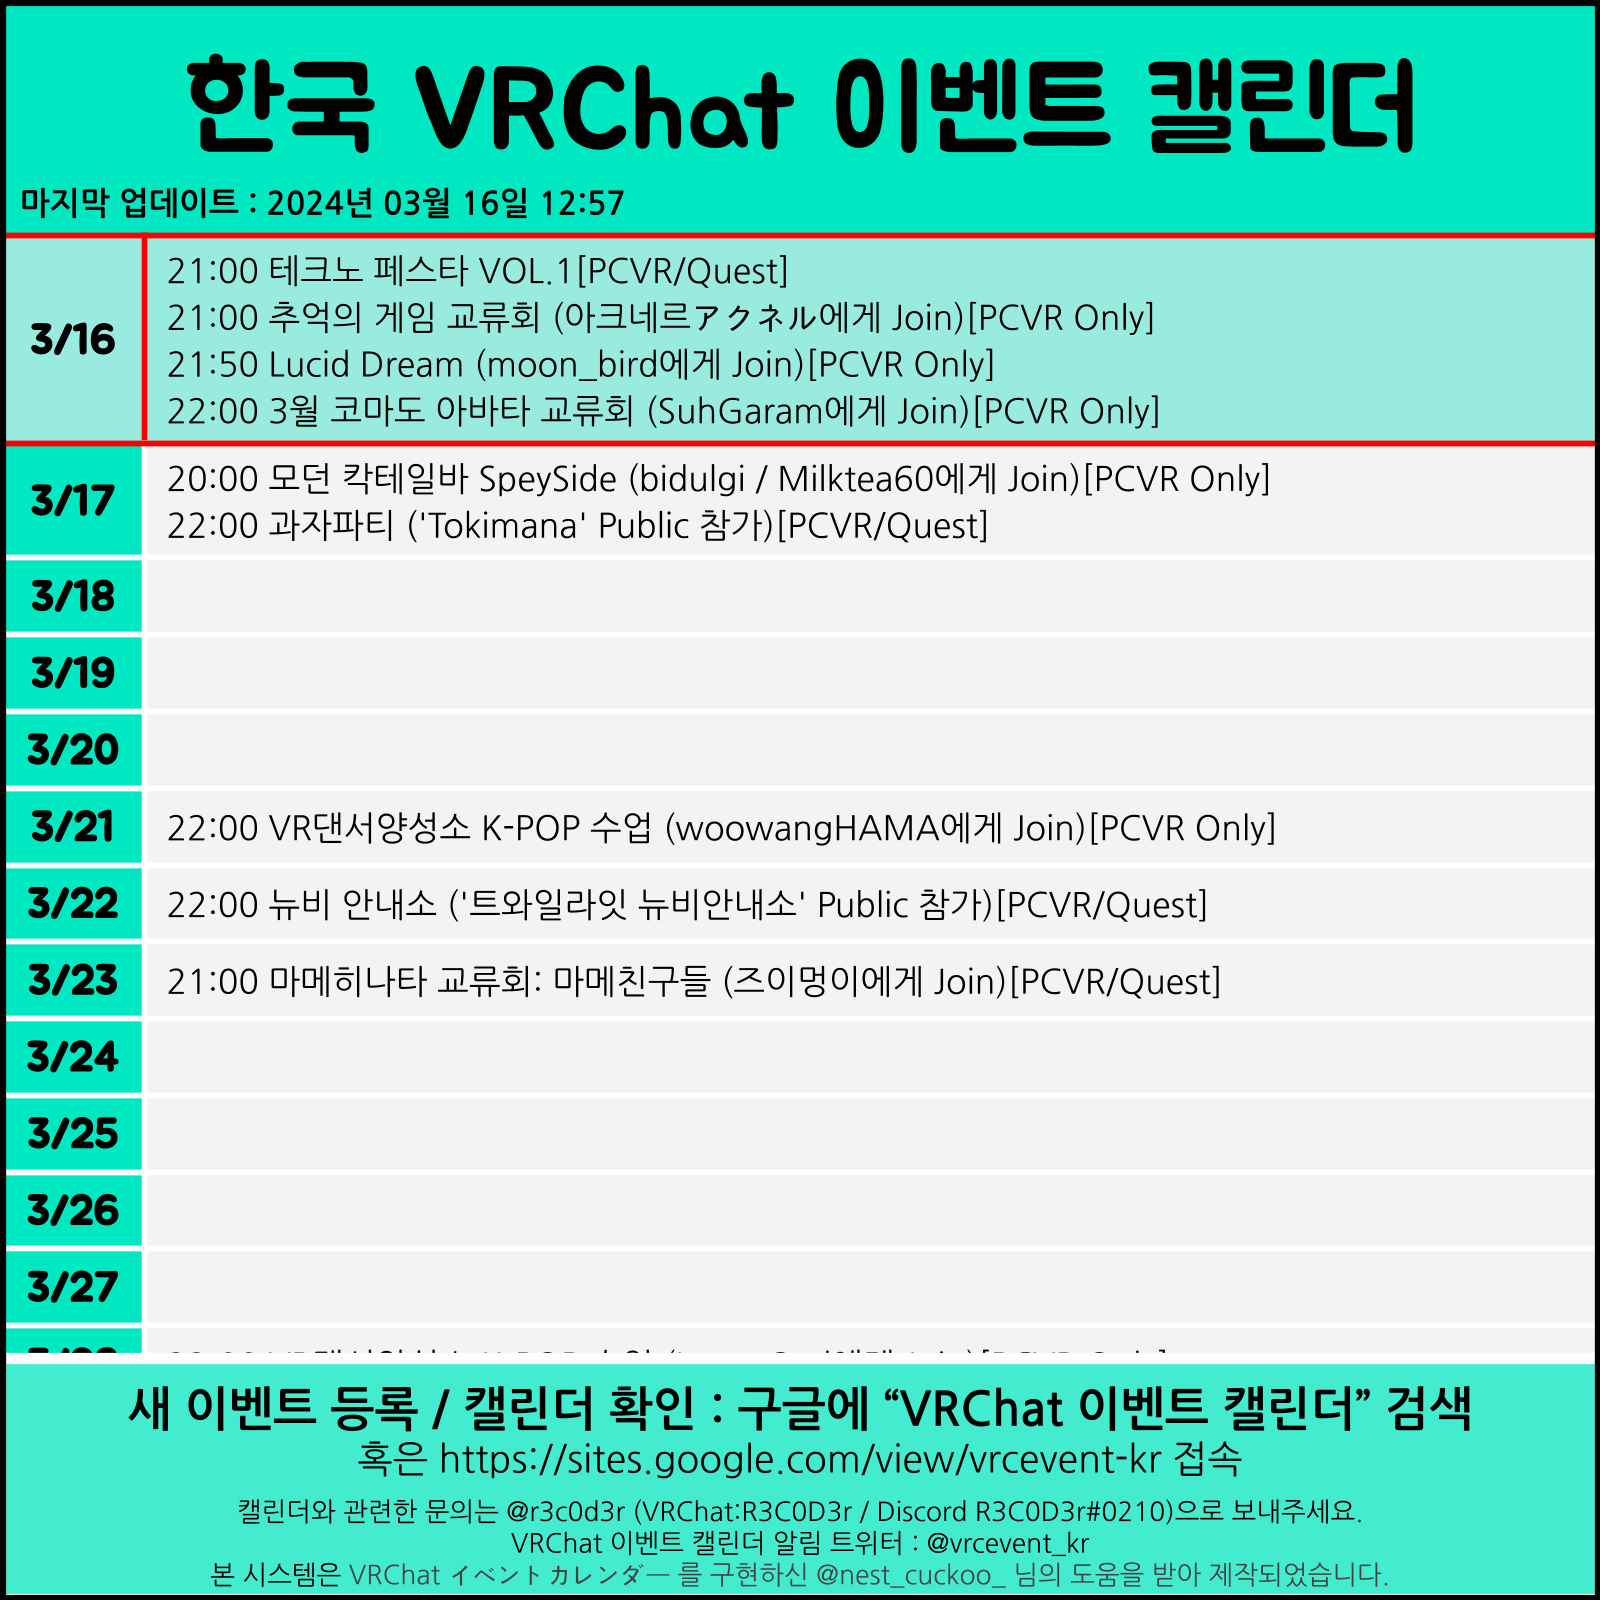 한국 VRChat 이벤트 캘린더
마지막 업데이트 : 2024년 03월 16일 12:57
3/16
21:00 테크노 페스타 VOL.1[PCVR/Quest]
21:00 추억의 게임 교류회 (아크네르アクネル에게 Join)[PCVR Only]
21:50 Lucid Dream (moon_bird에게 Join)[PCVR Only]
22:00 3월 코마도 아바타 교류회 (SuhGaram에게 Join)[PCVR Only]
3/17
20:00 모던 칵테일바 SpeySide (bidulgi / Milktea60에게 Join)[PCVR Only]
22:00 과자파티 ('Tokimana' Public 참가)[PCVR/Quest]
3/18
3/19
3/20
3/21
22:00 VR댄서양성소 K-POP 수업 (woowangHAMA에게 Join)[PCVR Only]
3/22
22:00 뉴비 안내소 ('트와일라잇 뉴비안내소' Public 참가)[PCVR/Quest]
3/23
21:00 마메히나타 교류회: 마메친구들 (즈이멍이에게 Join)[PCVR/Quest]
3/24
3/25
3/26
3/27
새 이벤트 등록 / 캘린더 확인 : 구글에 “VRChat 이벤트 캘린더” 검색
혹은 https://sites.google.com/view/vrcevent-kr 접속
캘린더와 관련한 문의는 @r3c0d3r (VRChat:R3C0D3r / Discord R3C0D3r#0210)으로 보내주세요.
VRChat 이벤트 캘린더 알림 트위터 : @vrcevent_kr
본 시스템은 VRChat イベントカレンダー 를 구현하신 @nest_cuckoo_ 님의 도움을 받아 제작되었습니다.